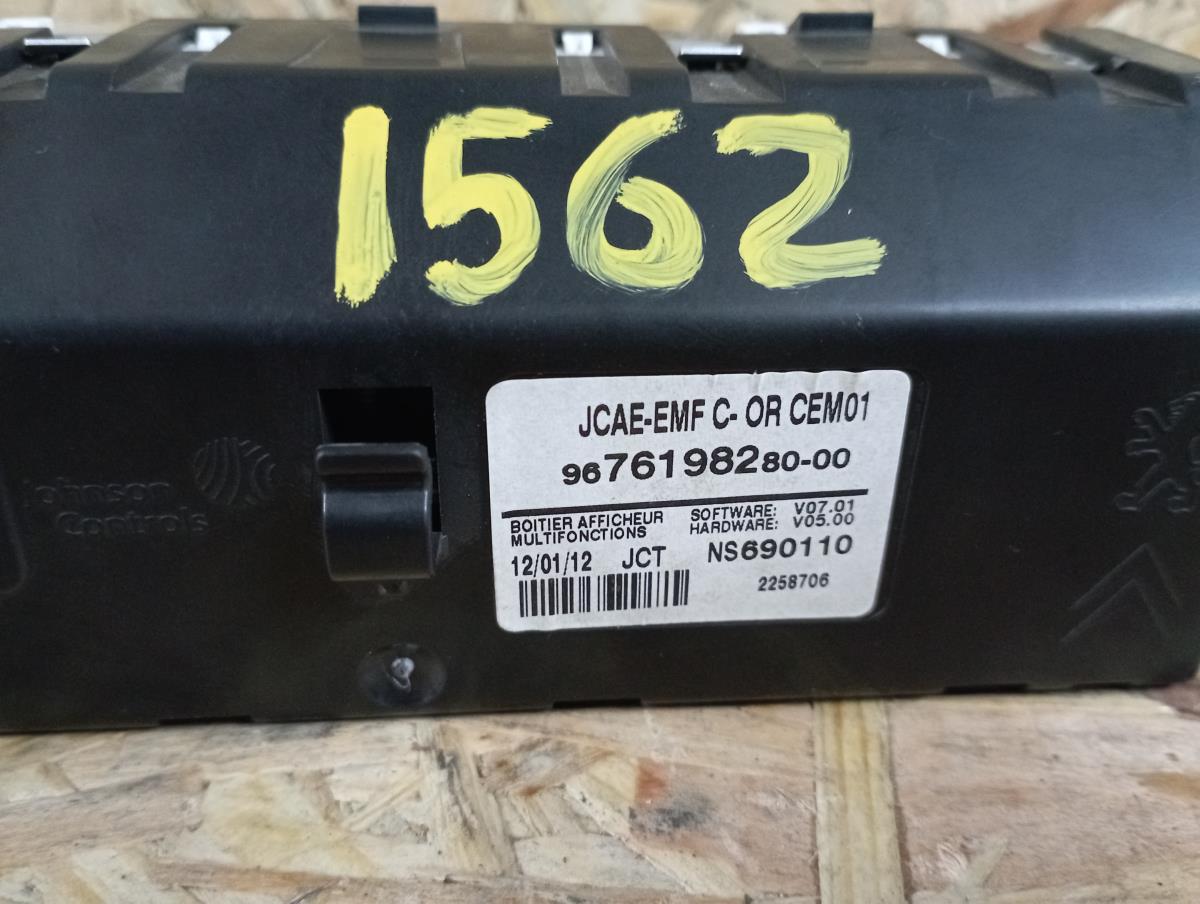 1562
JCAE-EMF C- OR CEM01
9676198280-00
BOITIER AFFICHEUR
MULTIFONCTIONS
SOFTWARE: V07.01
HARDWARE: V05.00
12/01/12 JCT NS690110
2258706
Johnson
Controls